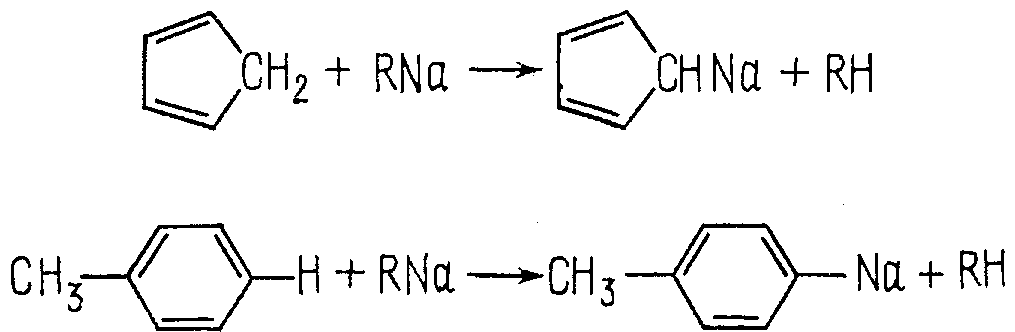 CH₂ + RNa → CHNa + RH
CH₃ H + RNa → CH₃ Na + RH